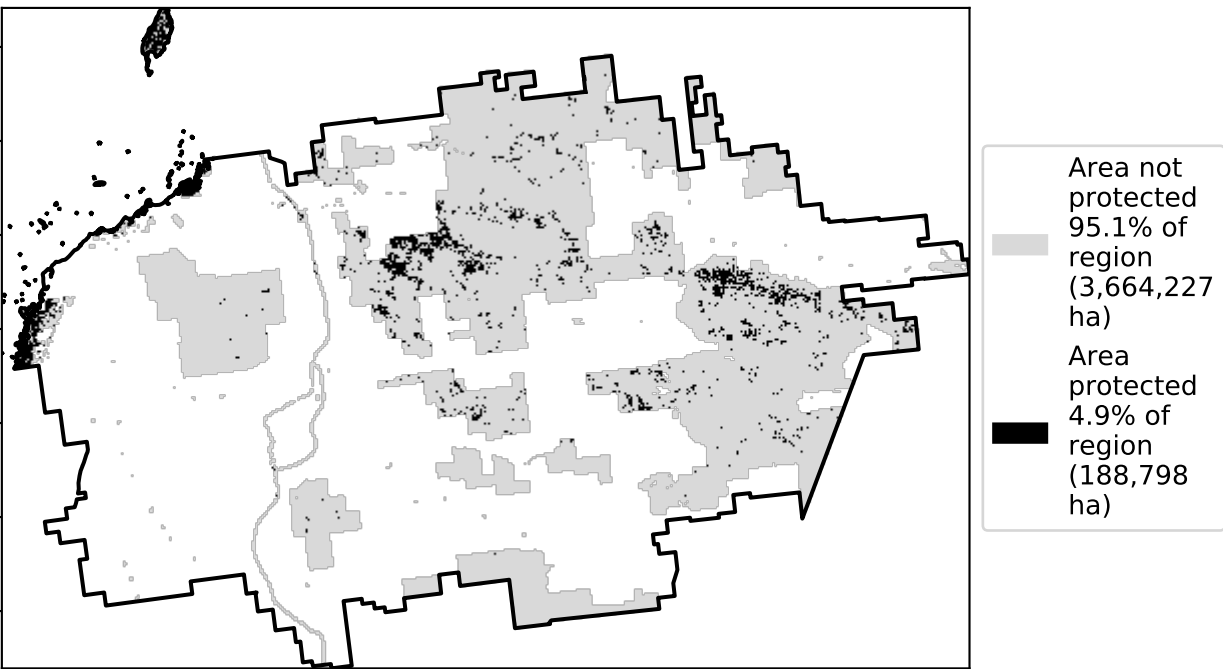 Area not
protected
95.1% of
region
(3,664,227
ha)
Area
protected
4.9% of
region
(188,798
ha)